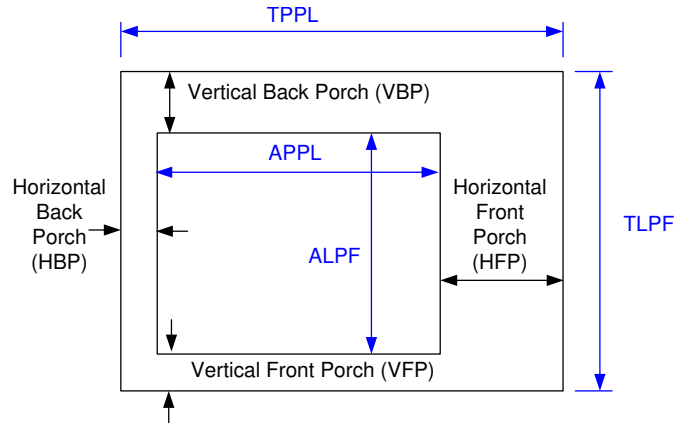 TPPL
Vertical Back Porch (VBP)
APPL
Horizontal
Back
Porch
(HBP)
Horizontal
Front
Porch
(HFP)
ALPF
TLPF
Vertical Front Porch (VFP)